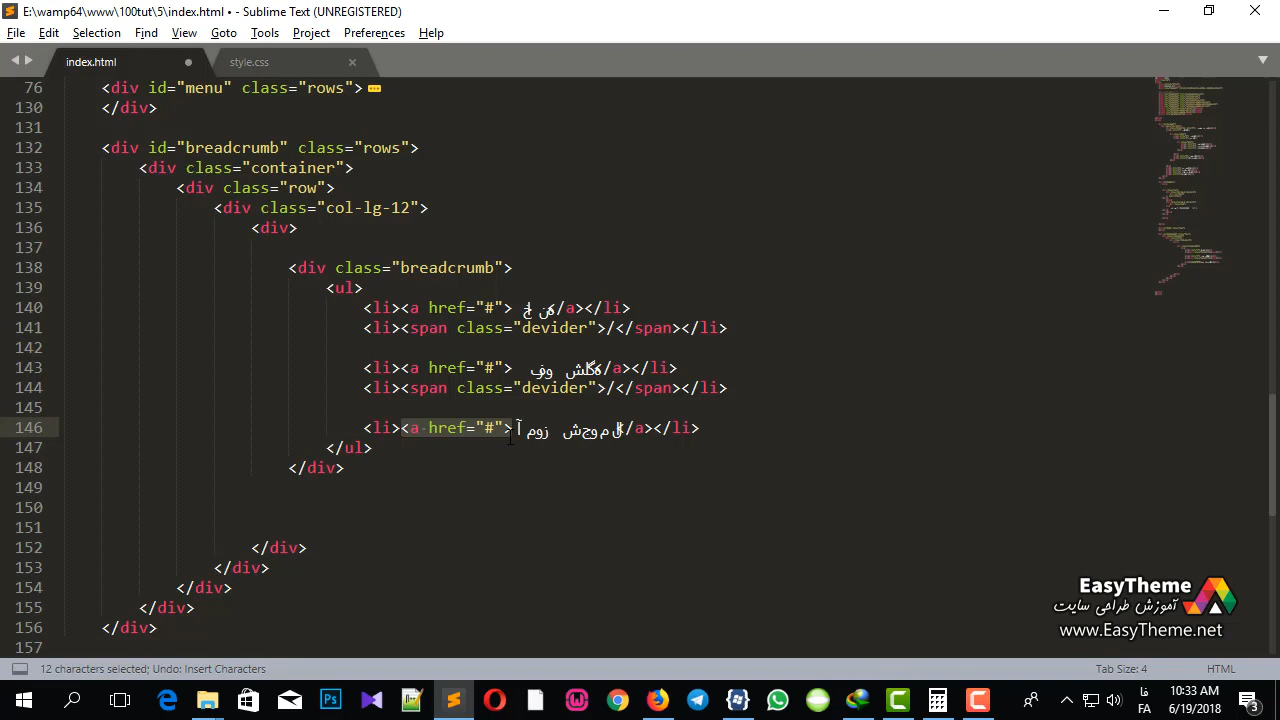 E:\wamp64\www\100tut\5\index.html • - Sublime Text (UNREGISTERED)
File Edit Selection Find View Goto Tools Project Preferences Help
index.html style.css
76 <div id="menu" class="rows">
130 </div>
131
132 <div id="breadcrumb" class="rows">
133 <div class="container">
134 <div class="row">
135 <div class="col-lg-12">
136 <div>
137
138 <div class="breadcrumb">
139 <ul>
140 <li><a href="#"> </a></li>
141 <li><span class="devider">/</span></li>
142
143 <li><a href="#"> </a></li>
144 <li><span class="devider">/</span></li>
145
146 <li><a href="#"> </a></li>
147 </ul>
148 </div>
149
150
151
152 </div>
153 </div>
154 </div>
155 </div>
156 </div>
157
EasyTheme
آموزش طراحی سایت
www.EasyTheme.net
12 characters selected; Undo: Insert Characters Tab Size: 4 HTML
فا 10:33 AM
FA 6/19/2018
3